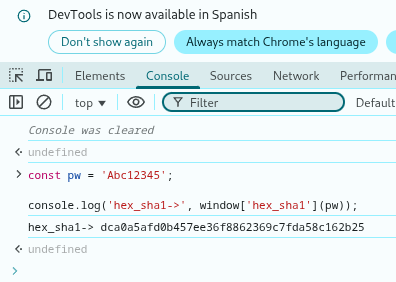 DevTools is now available in Spanish
Don't show again
Always match Chrome's language
Elements
Console
Sources
Network
Performan
top
Filter
Default
Console was cleared
undefined
const pw = 'Abc12345';
console.log('hex_sha1->', window['hex_sha1'](pw));
hex_sha1-> dca0a5afd0b457ee36f8862369c7fda58c162b25
undefined